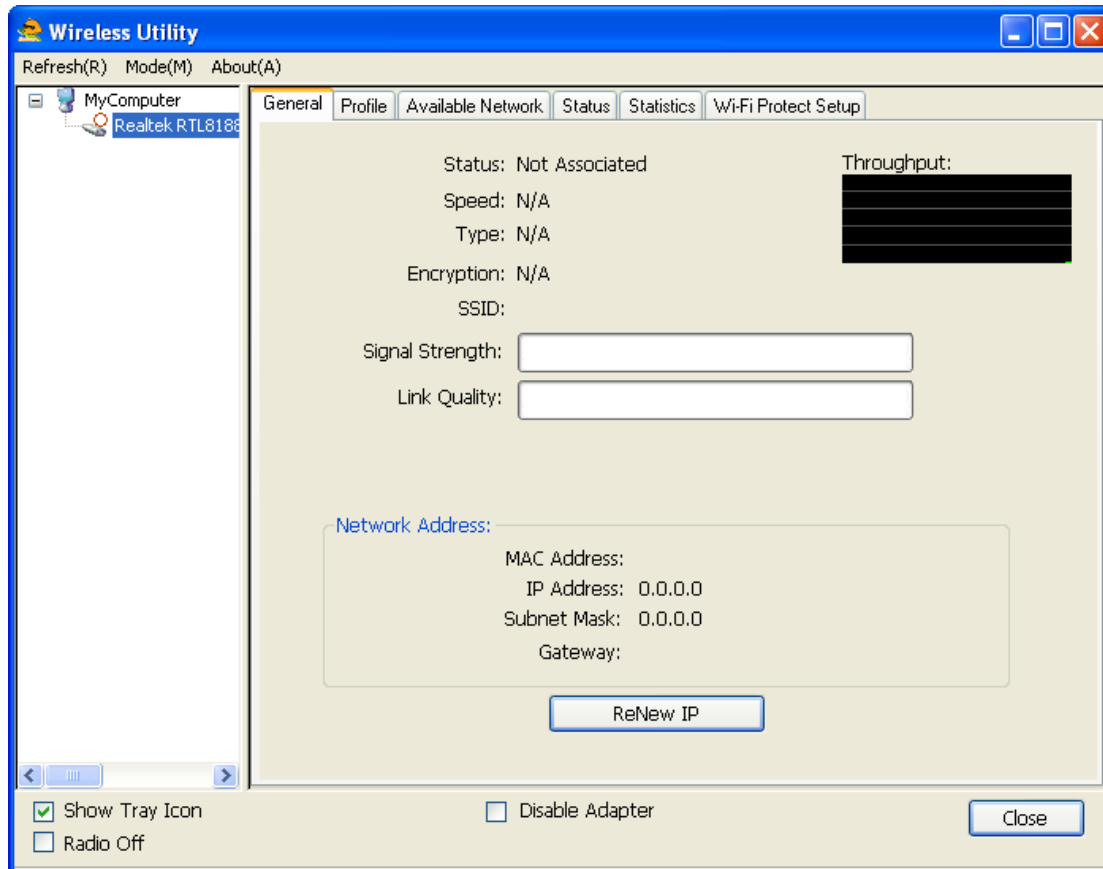 Wireless Utility
Refresh(R) Mode(M) About(A)
MyComputer
Realtek RTL8188
General Profile Available Network Status Statistics Wi-Fi Protect Setup
Status: Not Associated
Throughput:
Speed: N/A
Type: N/A
Encryption: N/A
SSID:
Signal Strength:
Link Quality:
Network Address:
MAC Address:
IP Address: 0.0.0.0
Subnet Mask: 0.0.0.0
Gateway:
ReNew IP
Show Tray Icon
Disable Adapter
Close
Radio Off